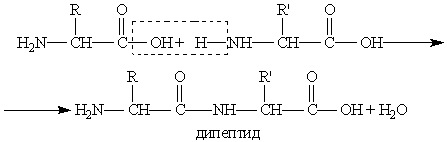 R O R' O
H₂N—CH—C—OH + H—NH—CH—C—OH
R O R' O
H₂N—CH—C—NH—CH—C—OH + H₂O
дипептид